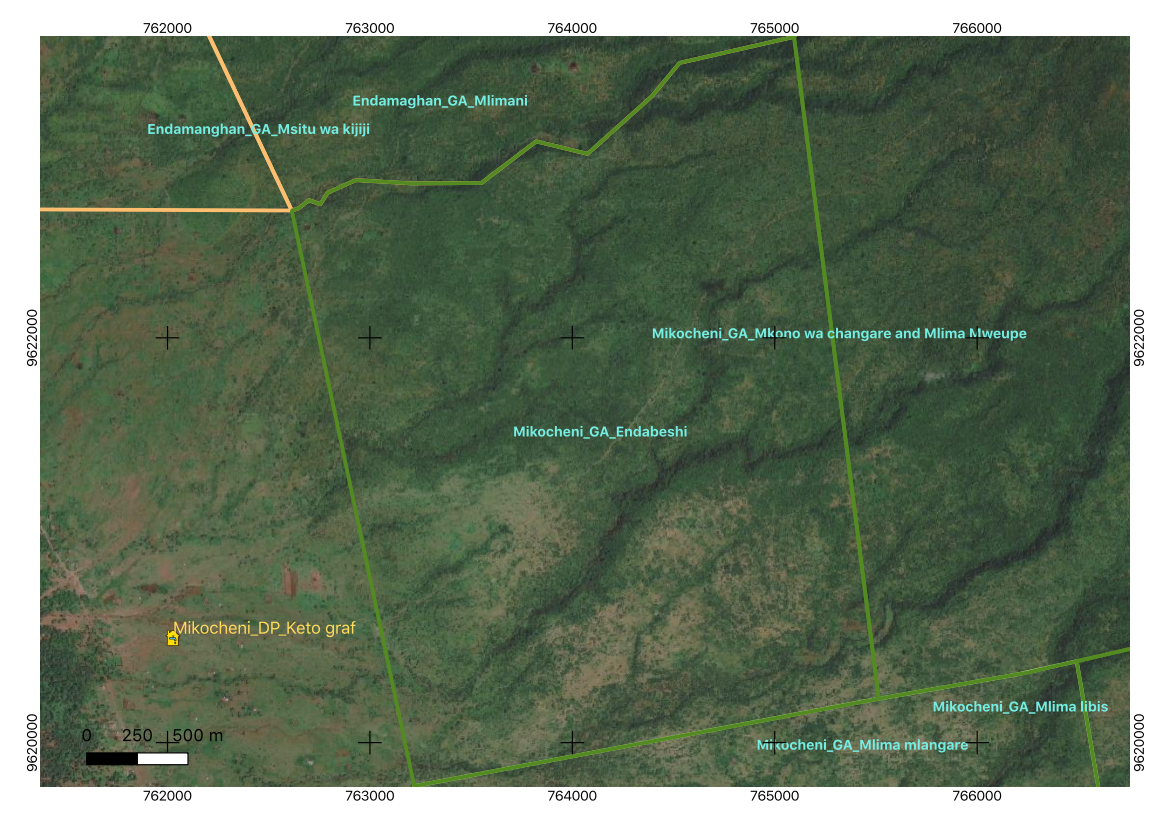 762000 763000 764000 765000 766000
Endamaghan_GA_Mlimani
Endamanghan_GA_Msitu wa kijiji
9622000
9622000
Mikocheni_GA_Mkono wa changare and Mlima Mweupe
Mikocheni_GA_Endabeshi
Mikocheni_DP_Keto graf
Mikocheni_GA_Mlima libis
9620000
0 250 500 m
Mikocheni_GA_Mlima mlangare
9620000
762000 763000 764000 765000 766000